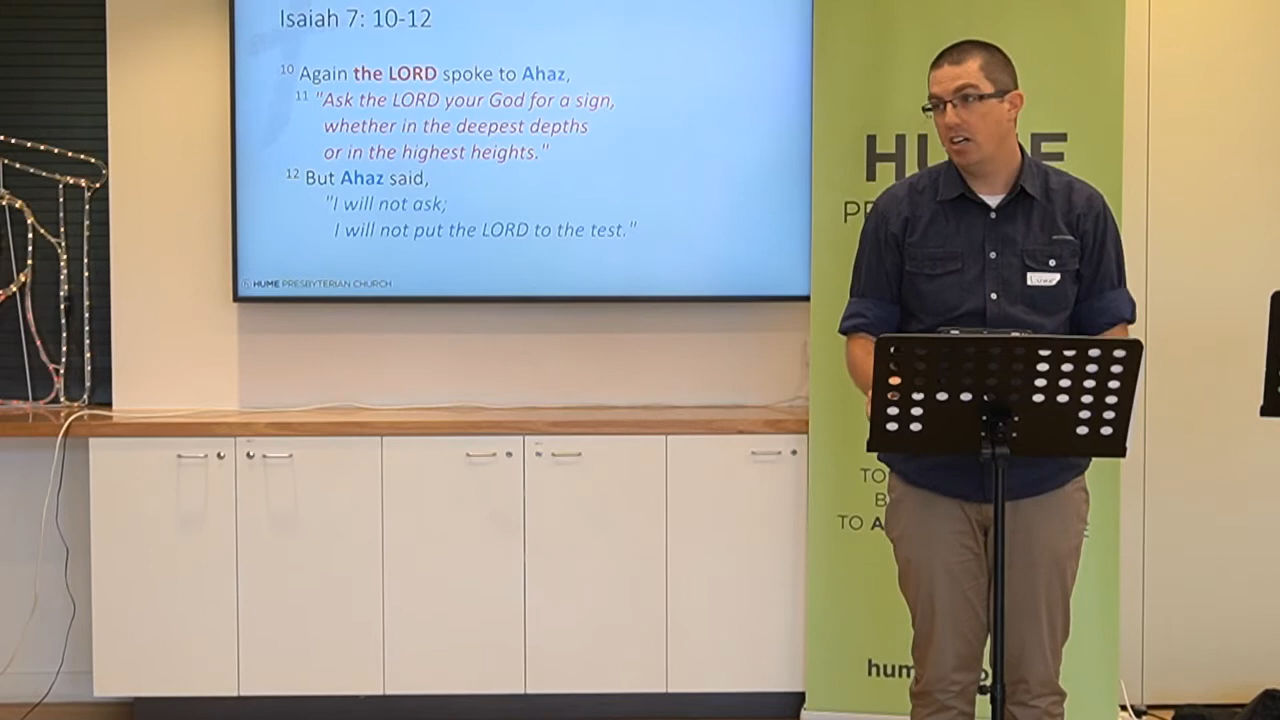 Isaiah 7: 10-12
10 Again the LORD spoke to Ahaz,
11 "Ask the LORD your God for a sign,
whether in the deepest depths
or in the highest heights."
12 But Ahaz said,
"I will not ask;
I will not put the LORD to the test."
HUME PRESBYTERIAN CHURCH
HUME
PR
TO
B
TO A
hum